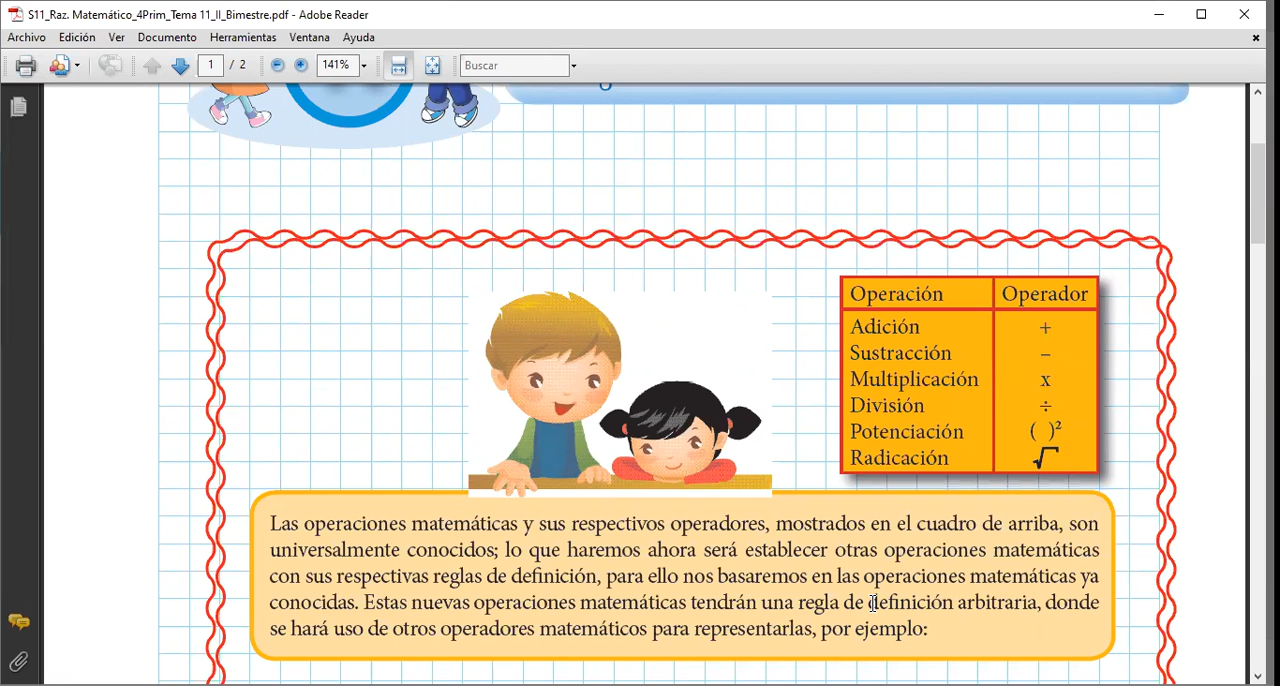 S11_Raz. Matemático_4Prim_Tema 11_II_Bimestre.pdf - Adobe Reader
Archivo Edición Ver Documento Herramientas Ventana Ayuda
1 / 2 141% Buscar
Operación Operador
Adición +
Sustracción –
Multiplicación x
División ÷
Potenciación ( )²
Radicación √
Las operaciones matemáticas y sus respectivos operadores, mostrados en el cuadro de arriba, son
universalmente conocidos; lo que haremos ahora será establecer otras operaciones matemáticas
con sus respectivas reglas de definición, para ello nos basaremos en las operaciones matemáticas ya
conocidas. Estas nuevas operaciones matemáticas tendrán una regla de definición arbitraria, donde
se hará uso de otros operadores matemáticos para representarlas, por ejemplo: